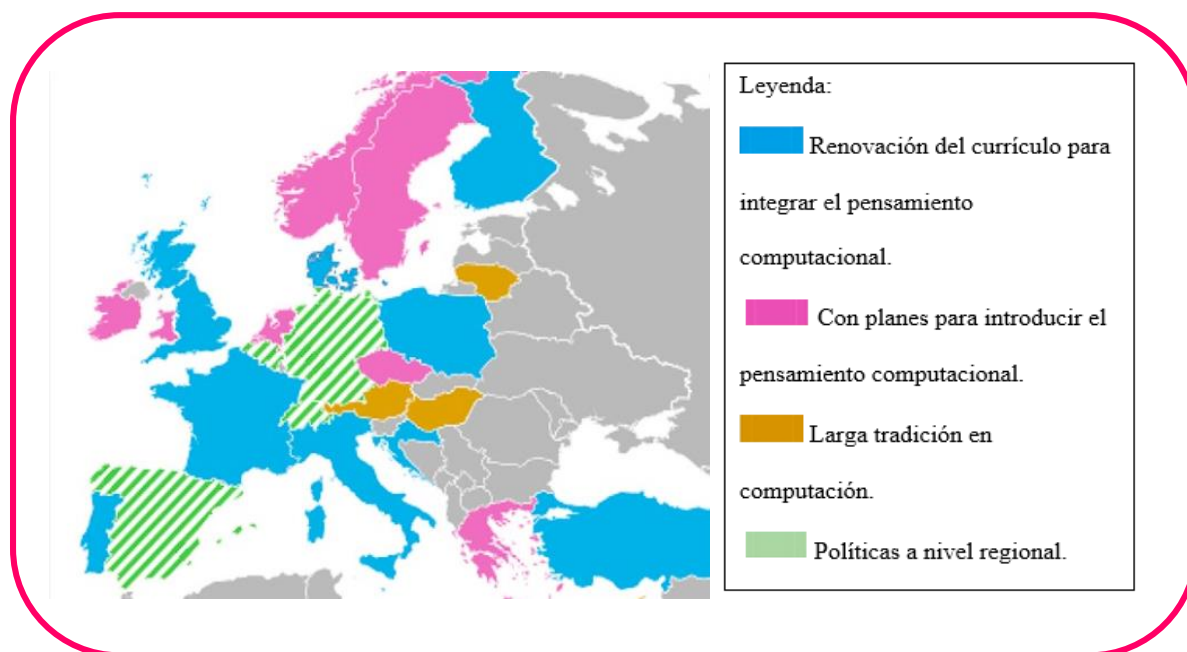 Leyenda:
Renovación del currículo para
integrar el pensamiento
computacional.
Con planes para introducir el
pensamiento computacional.
Larga tradición en
computación.
Políticas a nivel regional.